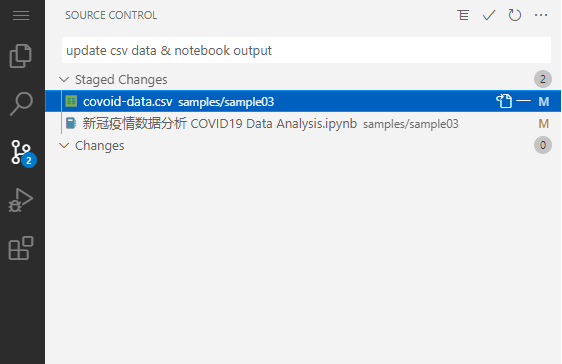 SOURCE CONTROL
update csv data & notebook output
Staged Changes 2
covoid-data.csv samples/sample03 M
新冠疫情数据分析 COVID19 Data Analysis.ipynb samples/sample03 M
2
Changes 0